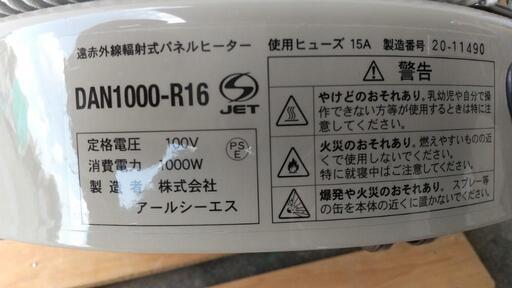 遠赤外線輻射式パネルヒーター
使用ヒューズ 15A 製造番号 20-11490
DAN1000-R16
S JET
定格電圧 100V
消費電力 1000W
製造者 株式会社
アールシーエス
PS
E
警告
やけどのおそれあり。乳幼児や自分で操作
できない方等が使用するときは特に注
意してください。
火災のおそれあり。燃えやすいものの近
くで使用しないでください。
特に就寝中はご注意してください。
爆発や火災のおそれあり。スプレー等
の缶を本体の近くに置かないでください。